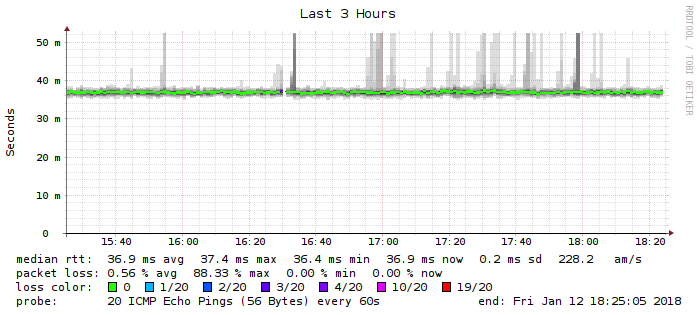 Last 3 Hours
RRDTOOL / TOBI OETIKER
Seconds
50 m
40 m
30 m
20 m
10 m
0
15:40 16:00 16:20 16:40 17:00 17:20 17:40 18:00 18:20
median rtt: 36.9 ms avg 37.4 ms max 36.4 ms min 36.9 ms now 0.2 ms sd 228.2 am/s
packet loss: 0.56 % avg 88.33 % max 0.00 % min 0.00 % now
loss color: 0 1/20 2/20 3/20 4/20 10/20 19/20
probe: 20 ICMP Echo Pings (56 Bytes) every 60s end: Fri Jan 12 18:25:05 2018